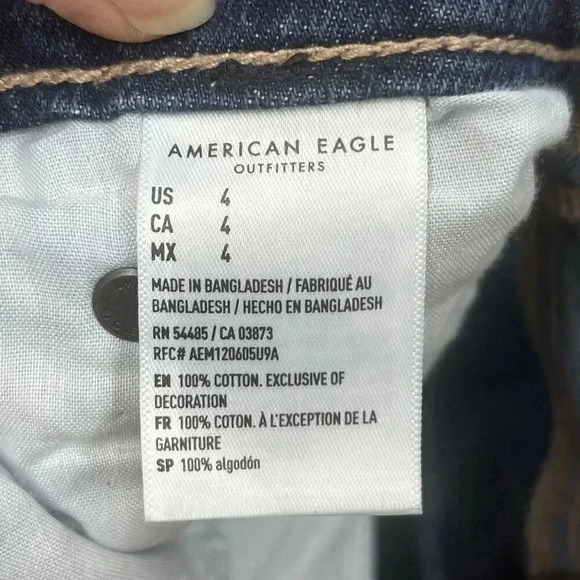 AMERICAN EAGLE
OUTFITTERS
US 4
CA 4
MX 4
MADE IN BANGLADESH / FABRIQUÉ AU
BANGLADESH / HECHO EN BANGLADESH
RN 54485 / CA 03873
RFC# AEM120605U9A
EN 100% COTTON. EXCLUSIVE OF
DECORATION
FR 100% COTON. À L'EXCEPTION DE LA
GARNITURE
SP 100% algodón